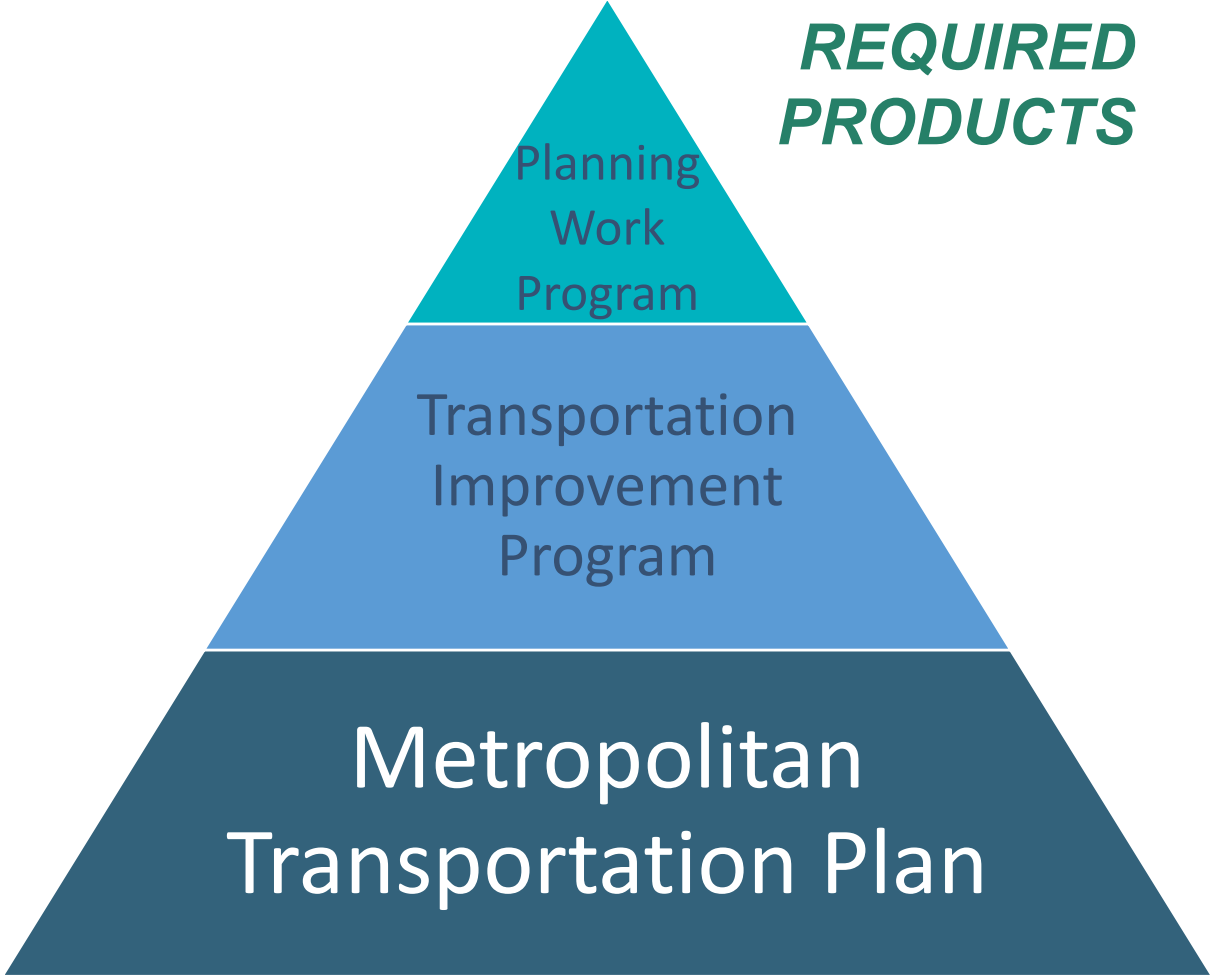 REQUIRED
PRODUCTS
Planning
Work
Program
Transportation
Improvement
Program
Metropolitan
Transportation Plan